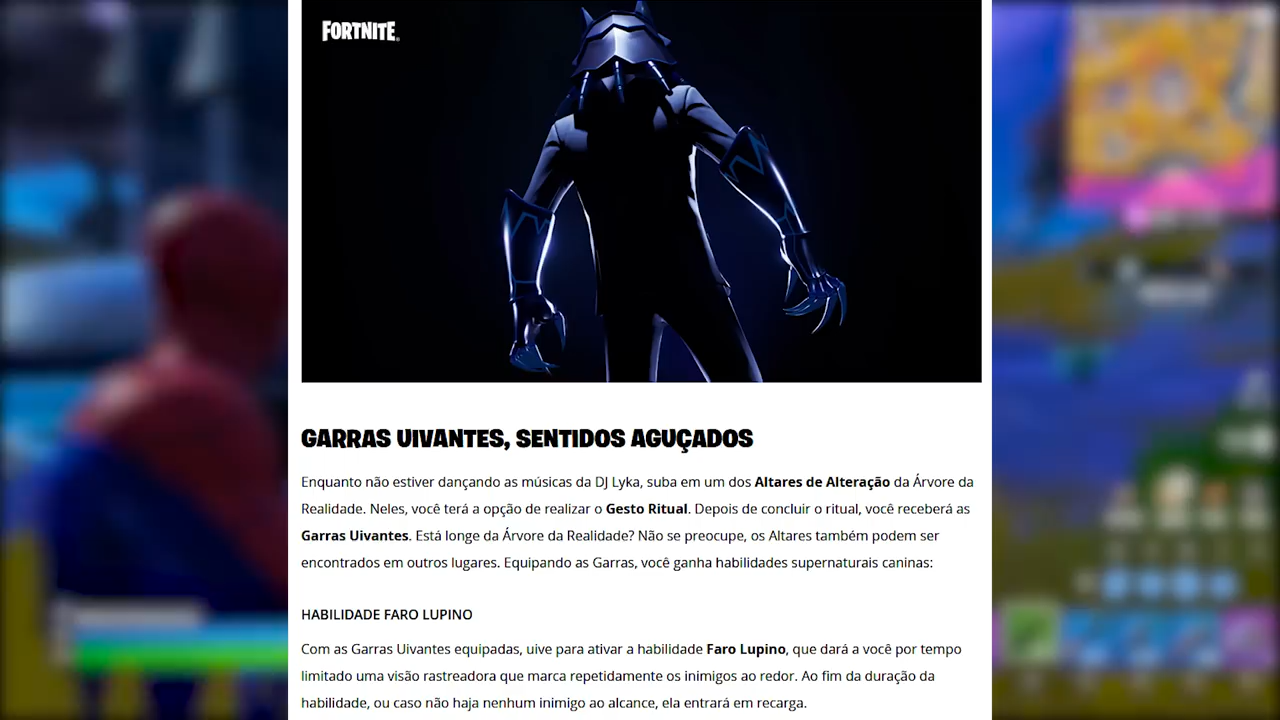 FORTNITE
GARRAS UIVANTES, SENTIDOS AGUÇADOS
Enquanto não estiver dançando as músicas da DJ Lyka, suba em um dos Altares de Alteração da Árvore da
Realidade. Neles, você terá a opção de realizar o Gesto Ritual. Depois de concluir o ritual, você receberá as
Garras Uivantes. Está longe da Árvore da Realidade? Não se preocupe, os Altares também podem ser
encontrados em outros lugares. Equipando as Garras, você ganha habilidades supernaturais caninas:
HABILIDADE FARO LUPINO
Com as Garras Uivantes equipadas, uive para ativar a habilidade Faro Lupino, que dará a você por tempo
limitado uma visão rastreadora que marca repetidamente os inimigos ao redor. Ao fim da duração da
habilidade, ou caso não haja nenhum inimigo ao alcance, ela entrará em recarga.